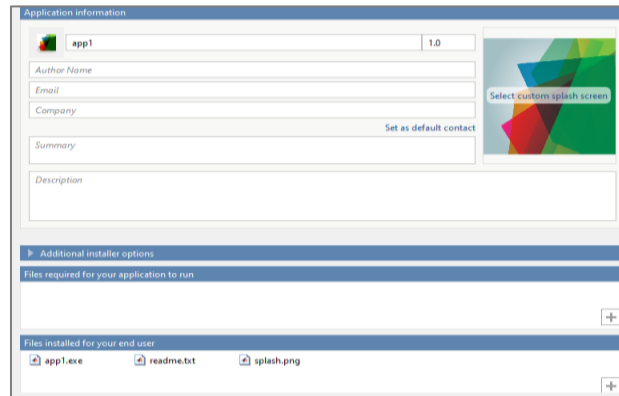 Application information
app1 1.0
Author Name
Email
Company
Set as default contact
Select custom splash screen
Summary
Description
Additional installer options
Files required for your application to run
Files installed for your end user
app1.exe readme.txt splash.png